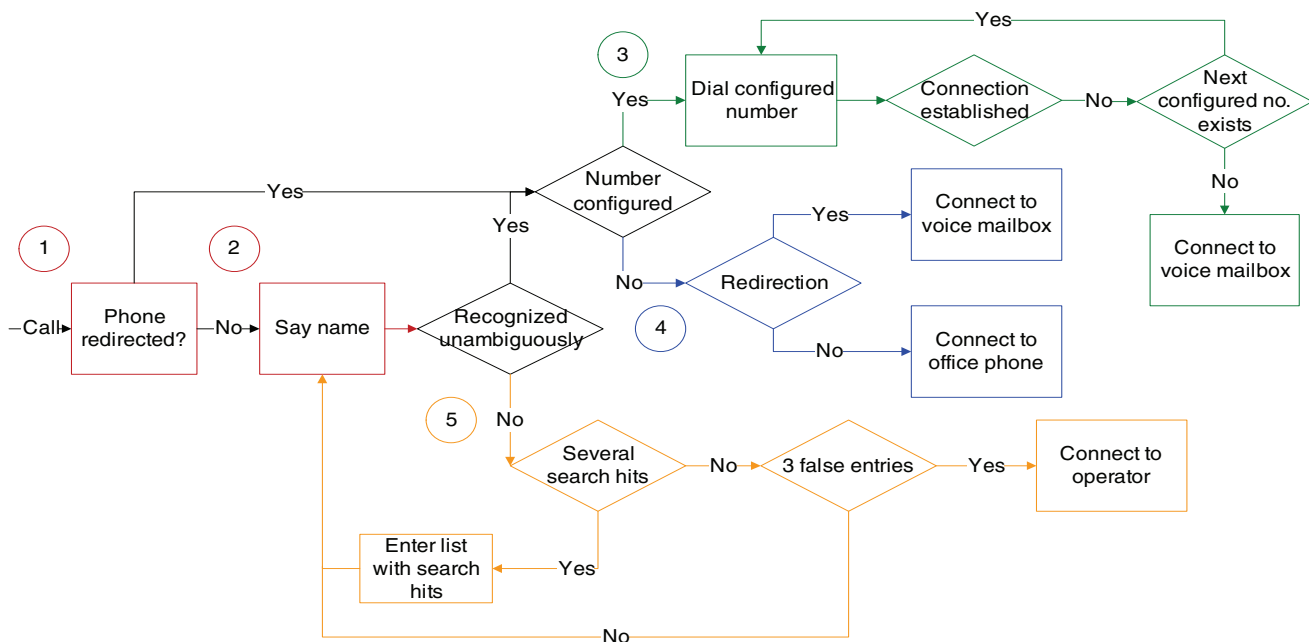 Yes
3
Dial configured
number
Connection
established
Next
configured no.
exists
Yes
No
Yes
Number
configured
Connect to
voice mailbox
No
Yes
1
2
Yes
Connect to
voice mailbox
Call
Phone
redirected?
No
Say name
Recognized
unambiguously
No
Redirection
4
No
Connect to
office phone
5
No
Several
search hits
No
3 false entries
Yes
Connect to
operator
Enter list
with search
hits
Yes
No